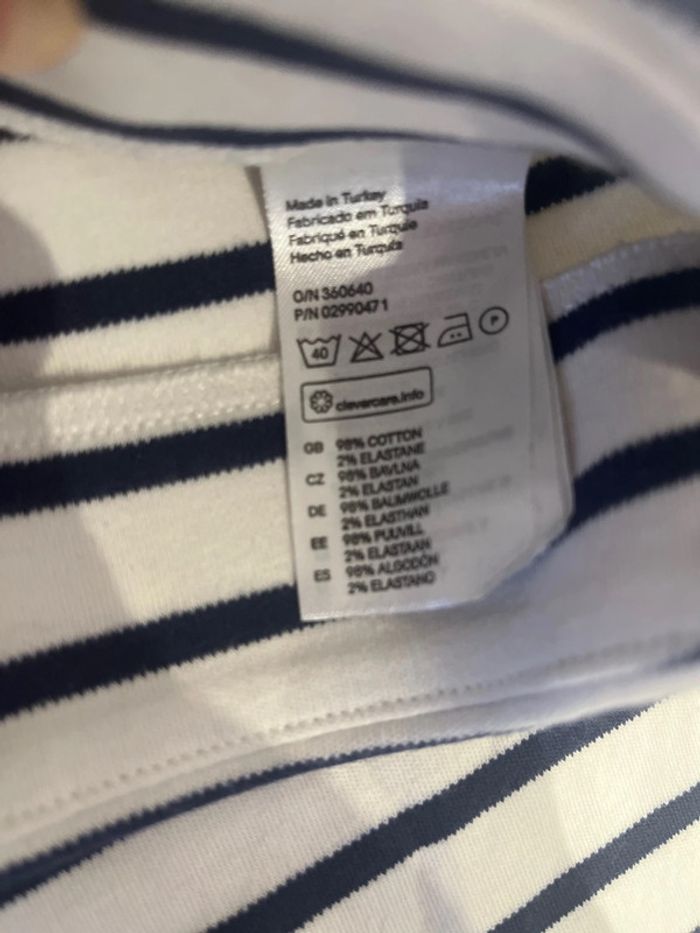 Made in Turkey
Fabricado em Turquia
Fabriqué en Turquie
Hecho en Turquía
O/N 360640
P/N 02990471
40 P
clevercare.info
GB 98% COTTON
2% ELASTANE
CZ 98% BAVLNA
2% ELASTAN
DE 98% BAUMWOLLE
2% ELASTHAN
EE 98% PUUVILL
2% ELASTAAN
ES 98% ALGODÓN
2% ELASTANO